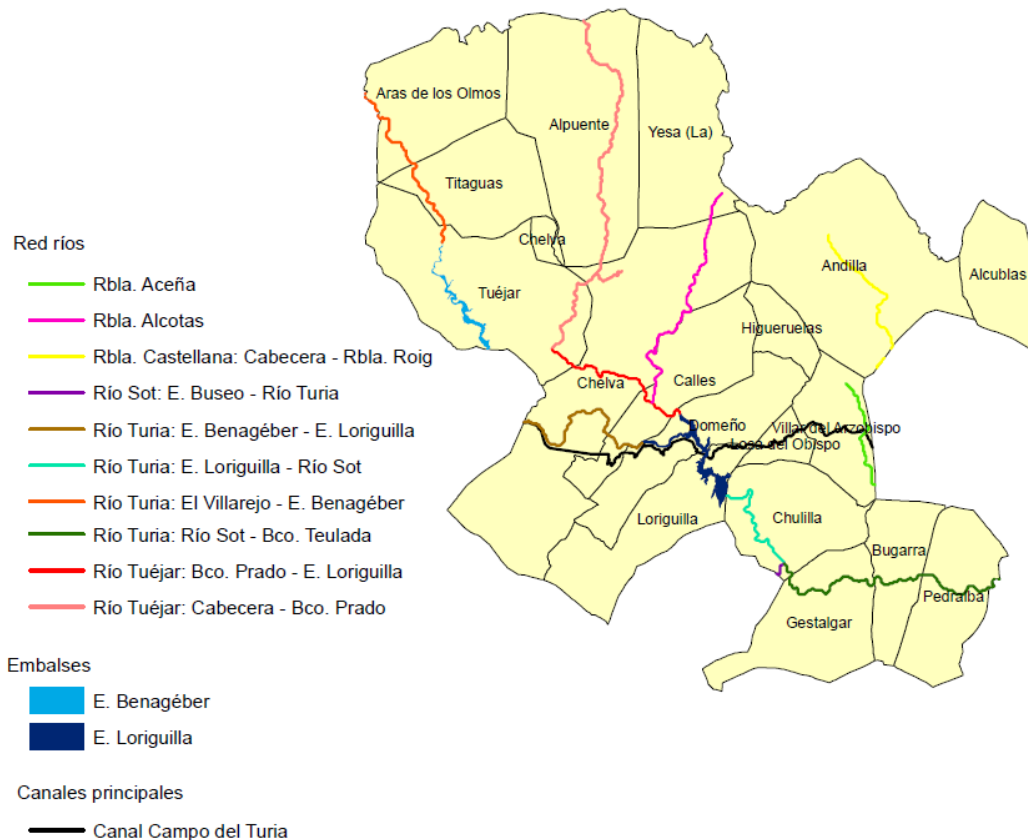 Aras de los Olmos
Alpuente
Yesa (La)
Titaguas
Chelva
Tuéjar
Andilla
Alcublas
Higueruelas
Chelva
Calles
Domeño
Villar del Arzobispo
Losa del Obispo
Loriguilla
Chulilla
Bugarra
Pedralba
Gestalgar
Red ríos
Rbla. Aceña
Rbla. Alcotas
Rbla. Castellana: Cabecera - Rbla. Roig
Río Sot: E. Buseo - Río Turia
Río Turia: E. Benagéber - E. Loriguilla
Río Turia: E. Loriguilla - Río Sot
Río Turia: El Villarejo - E. Benagéber
Río Turia: Río Sot - Bco. Teulada
Río Tuéjar: Bco. Prado - E. Loriguilla
Río Tuéjar: Cabecera - Bco. Prado
Embalses
E. Benagéber
E. Loriguilla
Canales principales
Canal Campo del Turia